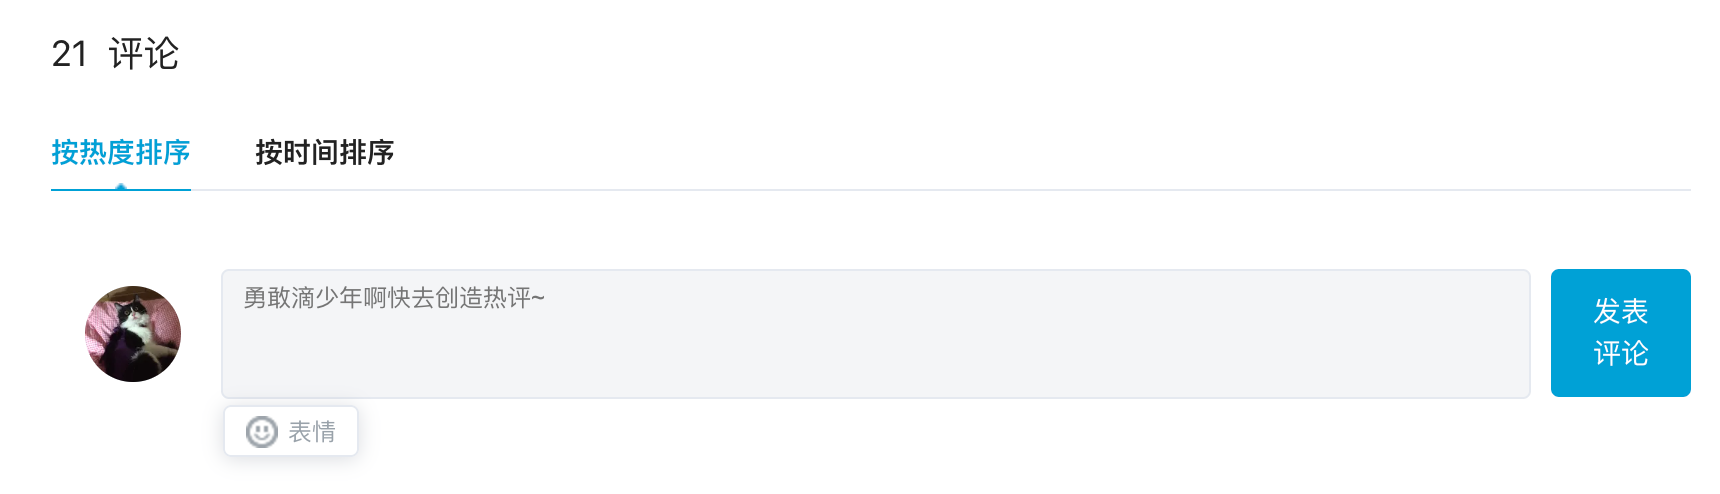 21 评论
按热度排序 按时间排序
勇敢滴少年啊快去创造热评~
发表
评论
表情